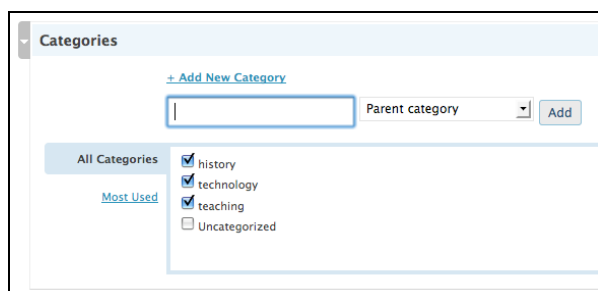 Categories
+ Add New Category
Parent category
Add
All Categories
history
technology
Most Used
teaching
Uncategorized